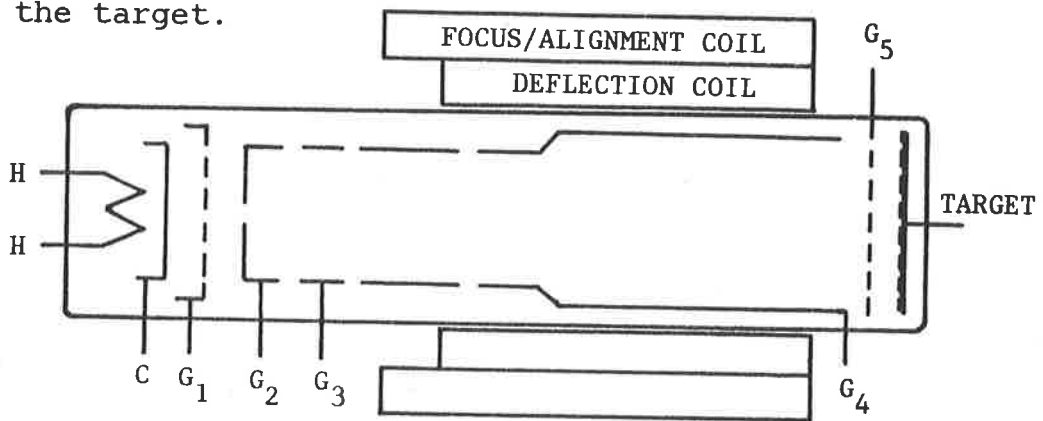 the target.
FOCUS/ALIGNMENT COIL
G5
DEFLECTION COIL
H
TARGET
H
C G1 G2 G3 G4